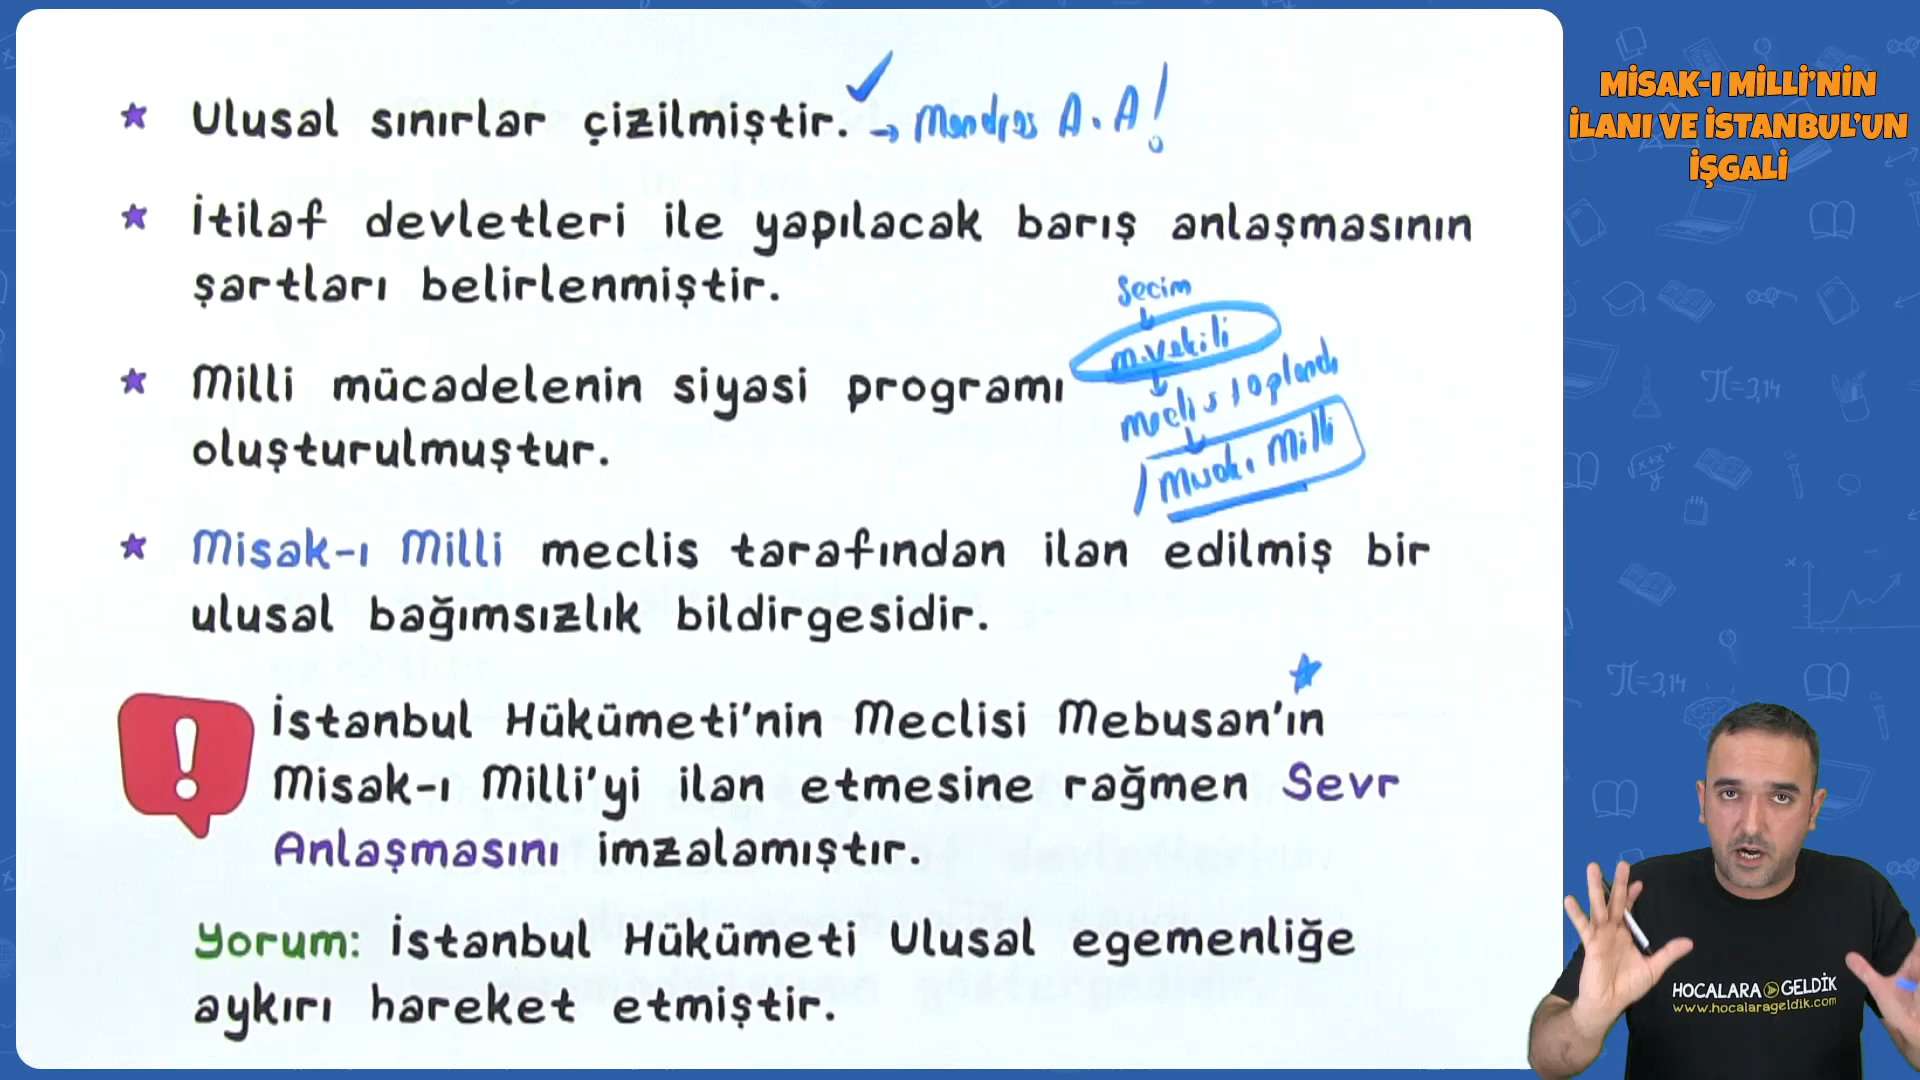 MİSAK-I MİLLİ'NİN
İLANI VE İSTANBUL'UN
İŞGALİ
★ Ulusal sınırlar çizilmiştir. ✓ → Mondros A. A!
★ İtilaf devletleri ile yapılacak barış anlaşmasının
şartları belirlenmiştir.
Secim
↓
m.vekili
↓
meclis toplandı
↓
Milli
★ Milli mücadelenin siyasi programı
oluşturulmuştur.
★ Misak-ı Milli meclis tarafından ilan edilmiş bir
ulusal bağımsızlık bildirgesidir.
! İstanbul Hükümeti'nin Meclisi Mebusan'ın
Misak-ı Milli'yi ilan etmesine rağmen Sevr
Anlaşmasını imzalamıştır.
Yorum: İstanbul Hükümeti Ulusal egemenliğe
aykırı hareket etmiştir.
HOCALARA GELDİK
www.hocalarageldik.com